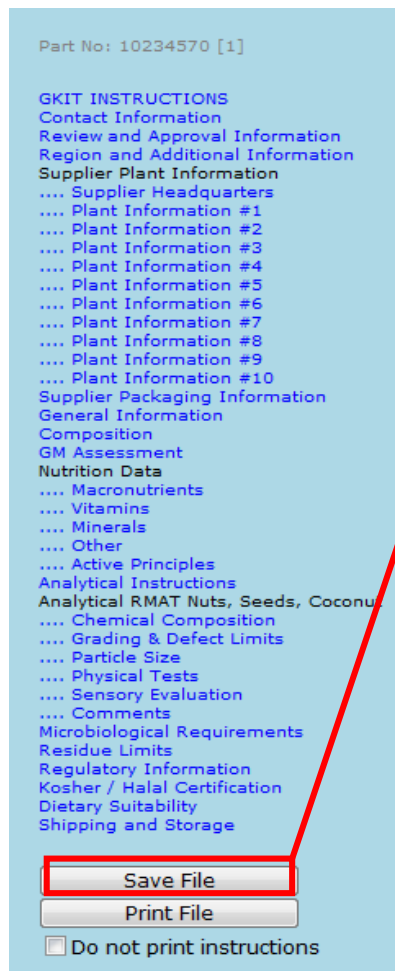 Part No: 10234570 [1]
GKIT INSTRUCTIONS
Contact Information
Review and Approval Information
Region and Additional Information
Supplier Plant Information
.... Supplier Headquarters
.... Plant Information #1
.... Plant Information #2
.... Plant Information #3
.... Plant Information #4
.... Plant Information #5
.... Plant Information #6
.... Plant Information #7
.... Plant Information #8
.... Plant Information #9
.... Plant Information #10
Supplier Packaging Information
General Information
Composition
GM Assessment
Nutrition Data
.... Macronutrients
.... Vitamins
.... Minerals
.... Other
.... Active Principles
Analytical Instructions
Analytical RMAT Nuts, Seeds, Coconut
.... Chemical Composition
.... Grading & Defect Limits
.... Particle Size
.... Physical Tests
.... Sensory Evaluation
.... Comments
Microbiological Requirements
Residue Limits
Regulatory Information
Kosher / Halal Certification
Dietary Suitability
Shipping and Storage
Save File
Print File
Do not print instructions